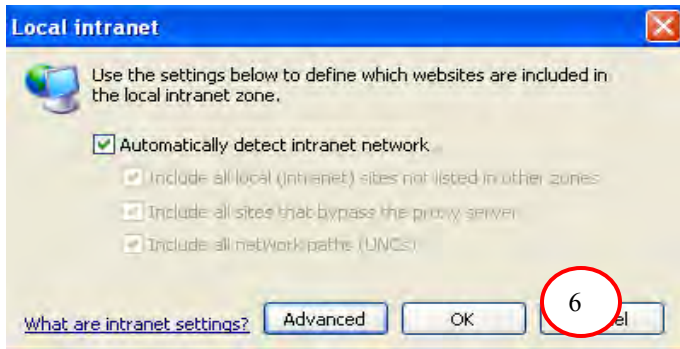 Local intranet
Use the settings below to define which websites are included in
the local intranet zone.
Automatically detect intranet network
Include all local (intranet) sites not listed in other zones
Include all sites that bypass the proxy server
Include all network paths (UNCs)
What are intranet settings? Advanced OK 6 el